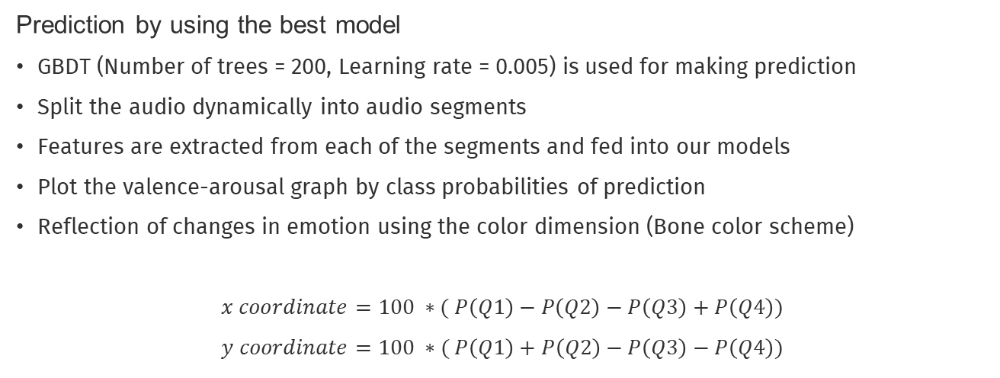 Prediction by using the best model
• GBDT (Number of trees = 200, Learning rate = 0.005) is used for making prediction
• Split the audio dynamically into audio segments
• Features are extracted from each of the segments and fed into our models
• Plot the valence-arousal graph by class probabilities of prediction
• Reflection of changes in emotion using the color dimension (Bone color scheme)
x coordinate = 100 * ( P(Q1) − P(Q2) − P(Q3) + P(Q4))
y coordinate = 100 * ( P(Q1) + P(Q2) − P(Q3) − P(Q4))